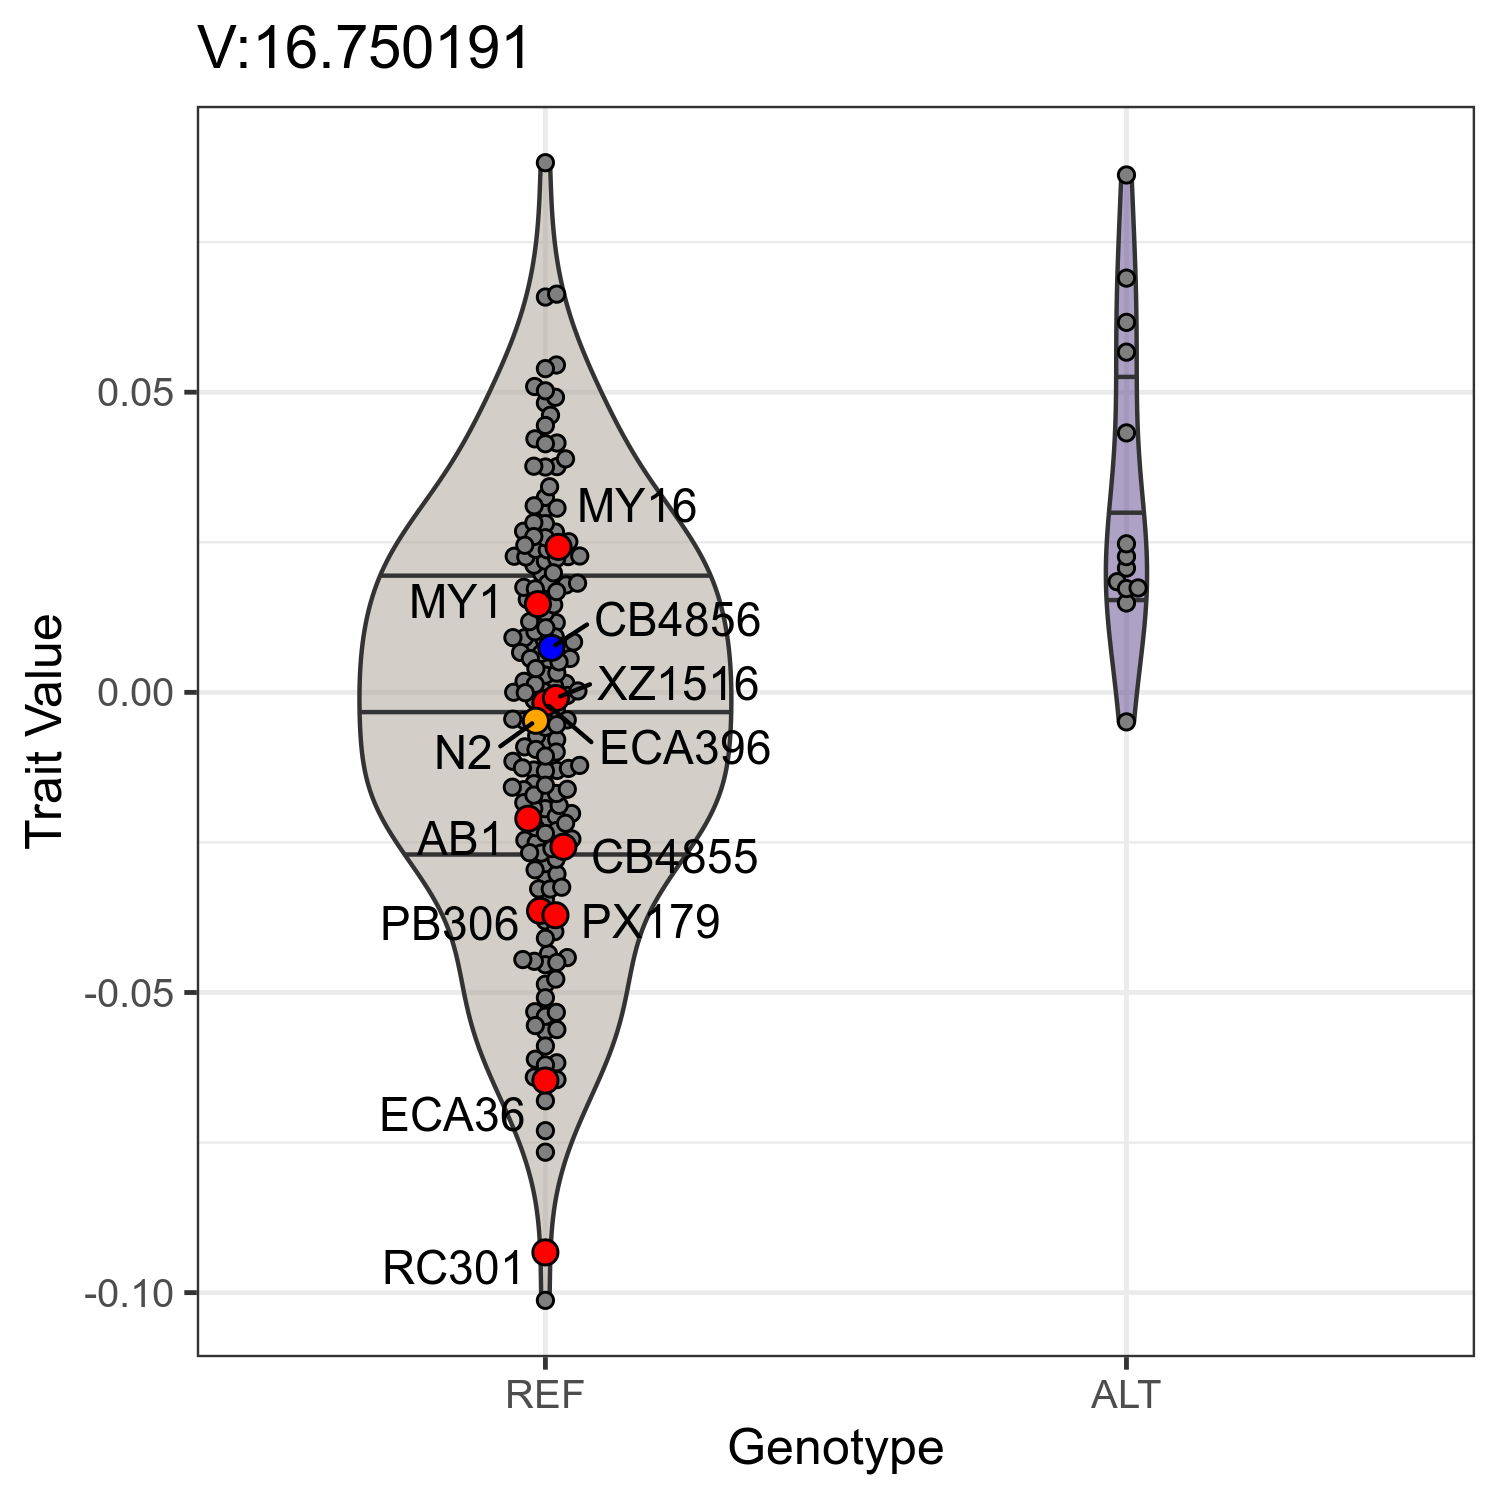 V:16.750191
Trait Value
0.05
0.00
-0.05
-0.10
MY16
MY1
CB4856
XZ1516
N2
ECA396
AB1
CB4855
PB306
PX179
ECA36
RC301
REF
ALT
Genotype